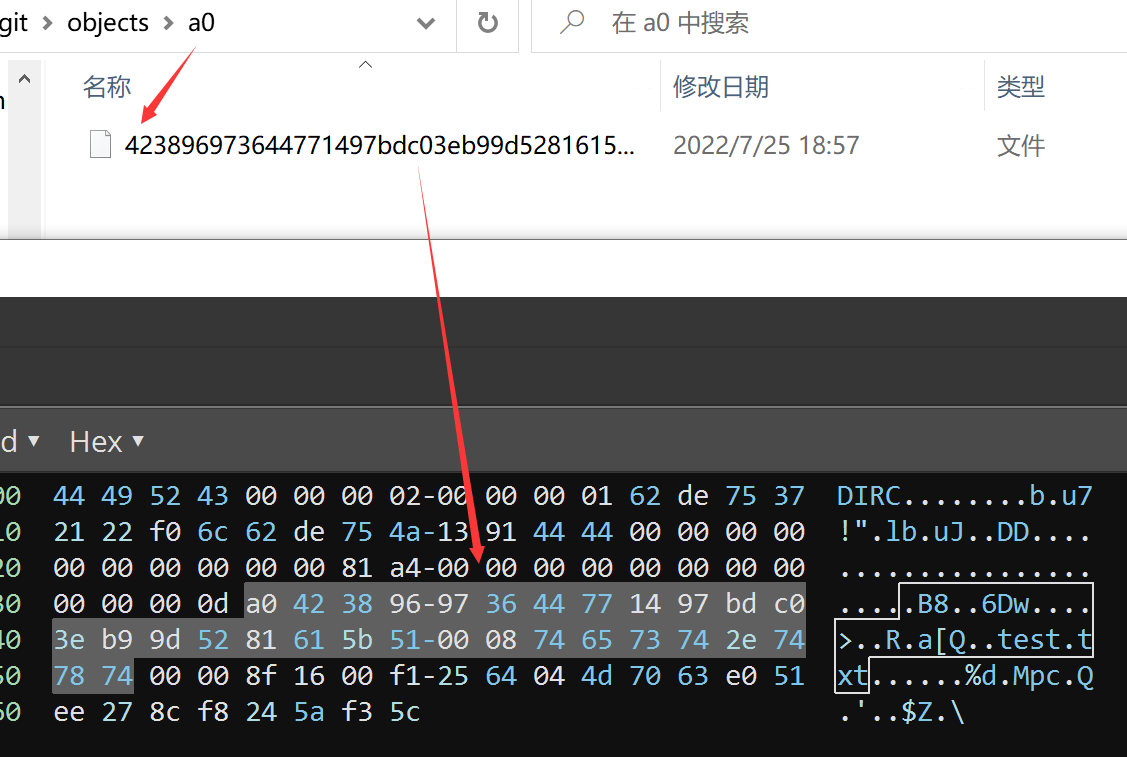 git > objects > a0
在 a0 中搜索
名称 修改日期 类型
423896973644771497bdc03eb99d5281615... 2022/7/25 18:57 文件
d ▾ Hex ▾
00 44 49 52 43 00 00 00 02-00 00 00 01 62 de 75 37 DIRC........b.u7
10 21 22 f0 6c 62 de 75 4a-13 91 44 44 00 00 00 00 !".lb.uJ..DD....
20 00 00 00 00 00 00 81 a4-00 00 00 00 00 00 00 00 ................
30 00 00 00 0d a0 42 38 96-97 36 44 77 14 97 bd c0 .....B8..6Dw....
40 3e b9 9d 52 81 61 5b 51-00 08 74 65 73 74 2e 74 >..R.a[Q..test.t
50 78 74 00 00 8f 16 00 f1-25 64 04 4d 70 63 e0 51 xt......%d.Mpc.Q
60 ee 27 8c f8 24 5a f3 5c .'..$Z.\